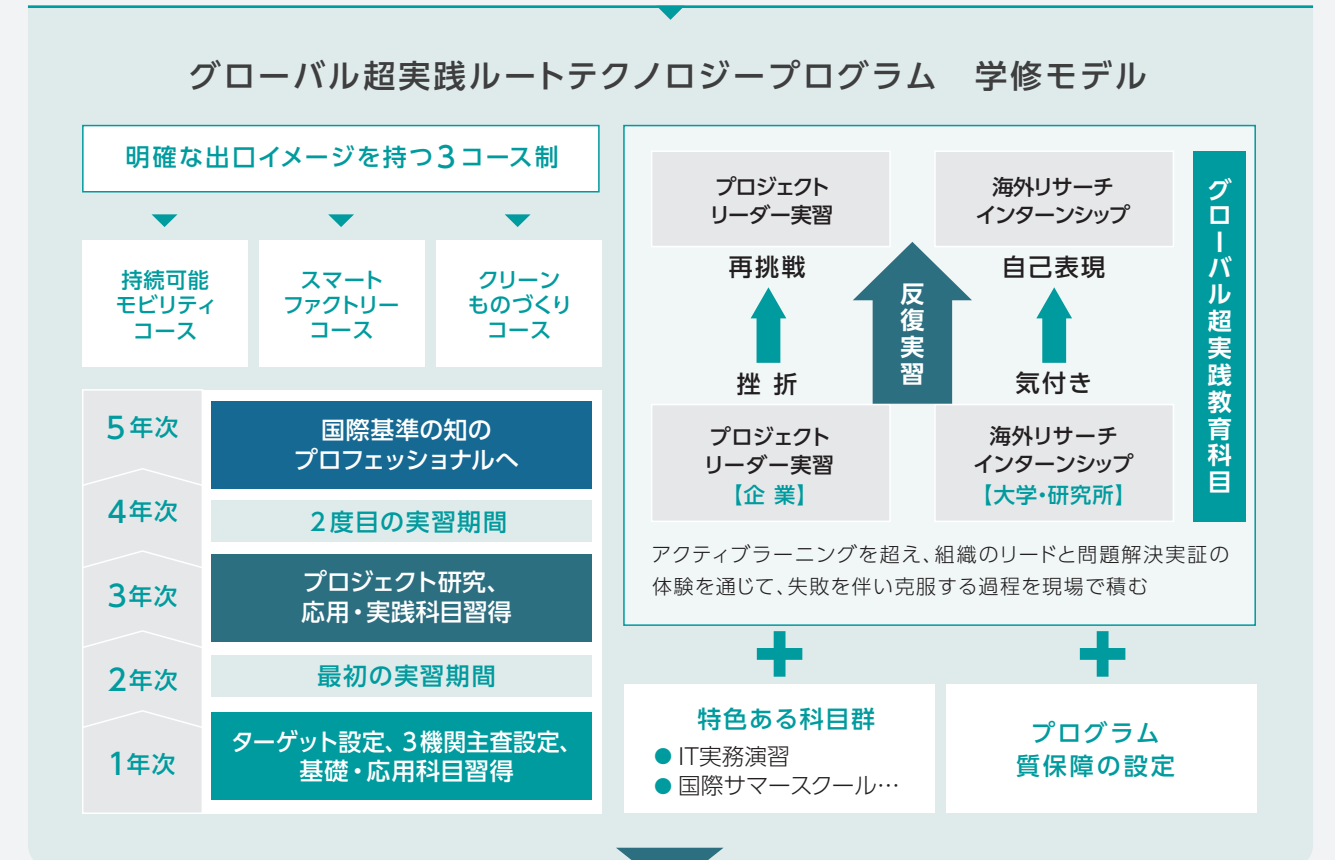 グローバル超実践ルートテクノロジープログラム　学修モデル
明確な出口イメージを持つ3コース制
持続可能
モビリティ
コース
スマート
ファクトリー
コース
クリーン
ものづくり
コース
5年次
国際基準の知の
プロフェッショナルへ
4年次
2度目の実習期間
3年次
プロジェクト研究、
応用・実践科目習得
2年次
最初の実習期間
1年次
ターゲット設定、3機関主査設定、
基礎・応用科目習得
プロジェクト
リーダー実習
海外リサーチ
インターンシップ
再挑戦
自己表現
反復実習
挫 折
気付き
プロジェクト
リーダー実習
【企 業】
海外リサーチ
インターンシップ
【大学・研究所】
グローバル超実践教育科目
アクティブラーニングを超え、組織のリードと問題解決実証の
体験を通じて、失敗を伴い克服する過程を現場で積む
+
+
特色ある科目群
● IT実務演習
● 国際サマースクール…
プログラム
質保障の設定